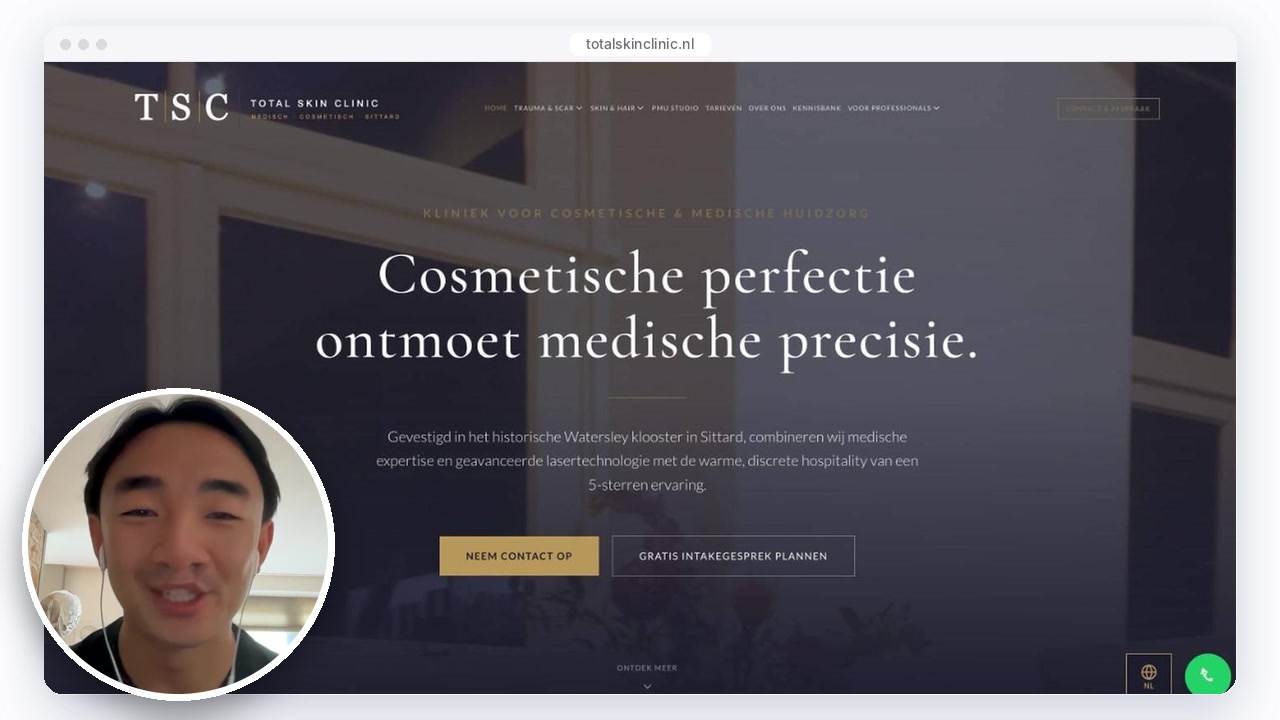 totalskinclinic.nl
TSC TOTAL SKIN CLINIC
MEDISCH · COSMETISCH · SITTARD
HOME TRAUMA & SCAR SKIN & HAIR PMU STUDIO TARIEVEN OVER ONS KENNISBANK VOOR PROFESSIONALS
CONTACT & AFSPRAAK
KLINIEK VOOR COSMETISCHE & MEDISCHE HUIDZORG
Cosmetische perfectie
ontmoet medische precisie.
Gevestigd in het historische Watersley klooster in Sittard, combineren wij medische
expertise en geavanceerde lasertechnologie met de warme, discrete hospitality van een
5-sterren ervaring.
NEEM CONTACT OP
GRATIS INTAKEGESPREK PLANNEN
ONTDEK MEER
NL